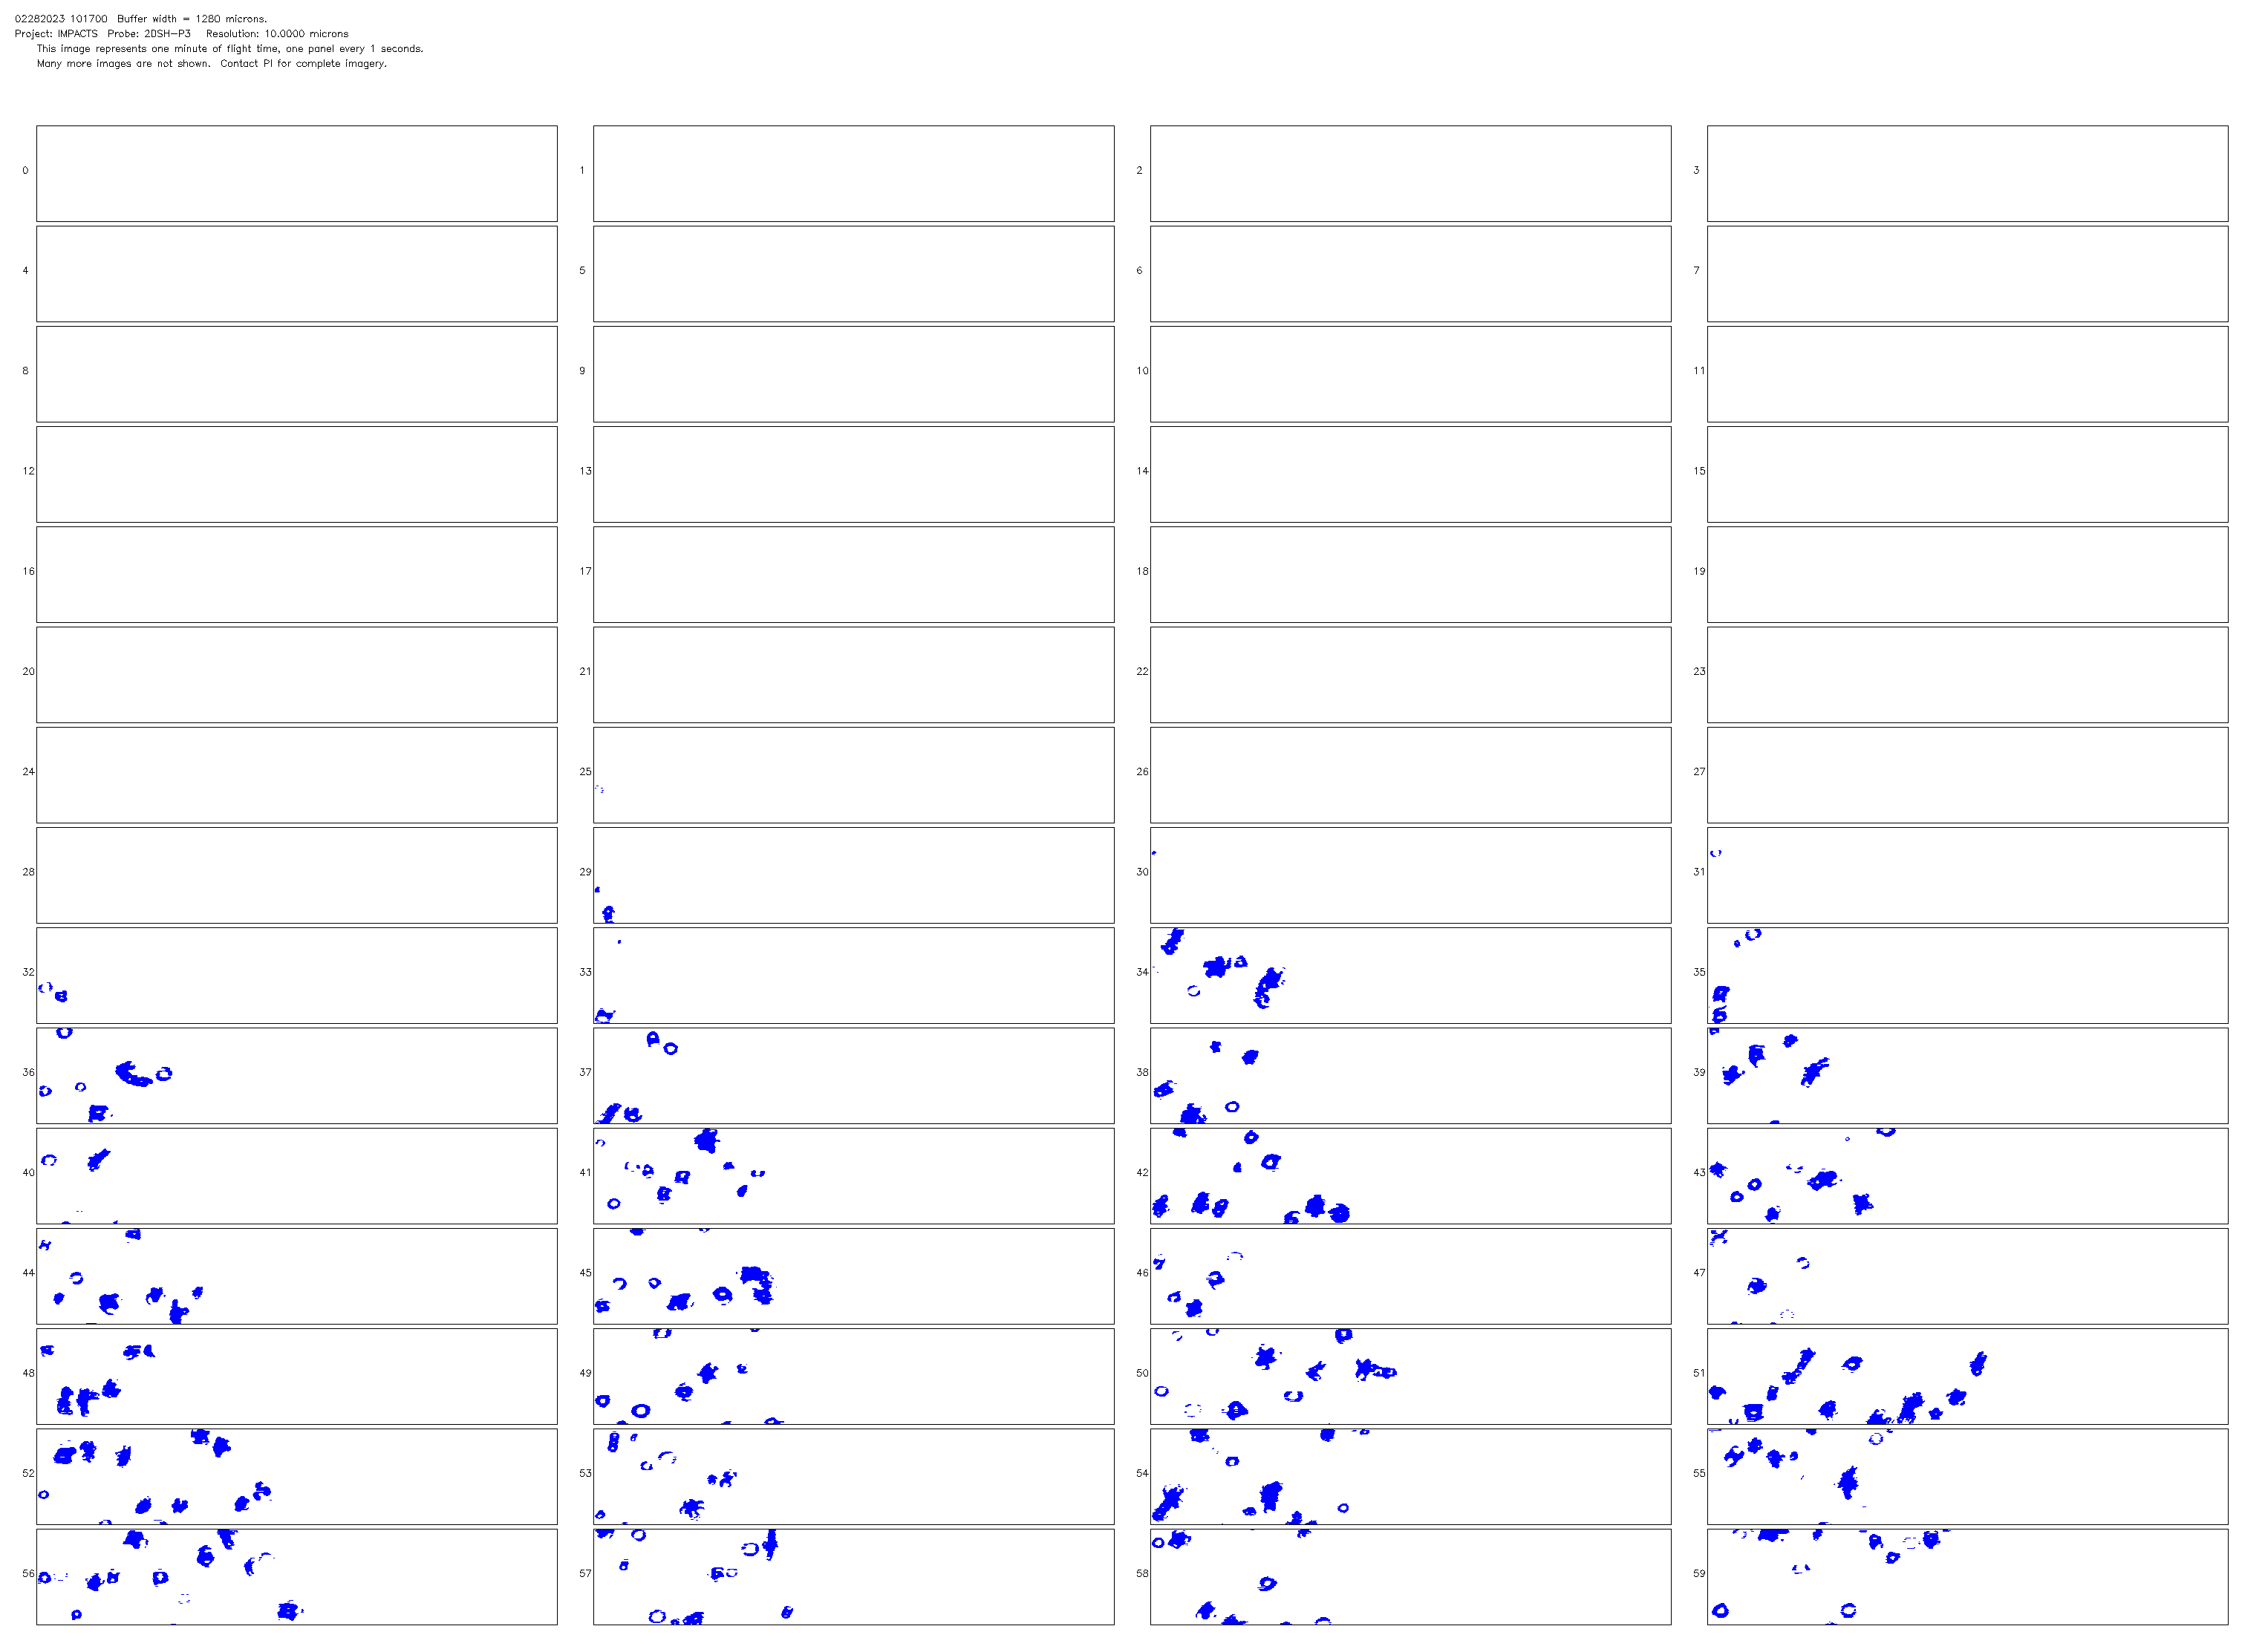 02282023 101700 Buffer width = 1280 microns.
Project: IMPACTS Probe: 2DSH-P3 Resolution: 10.0000 microns
This image represents one minute of flight time, one panel every 1 seconds.
Many more images are not shown. Contact PI for complete imagery.
0 1 2 3
4 5 6 7
8 9 10 11
12 13 14 15
16 17 18 19
20 21 22 23
24 25 26 27
28 29 30 31
32 33 34 35
36 37 38 39
40 41 42 43
44 45 46 47
48 49 50 51
52 53 54 55
56 57 58 59